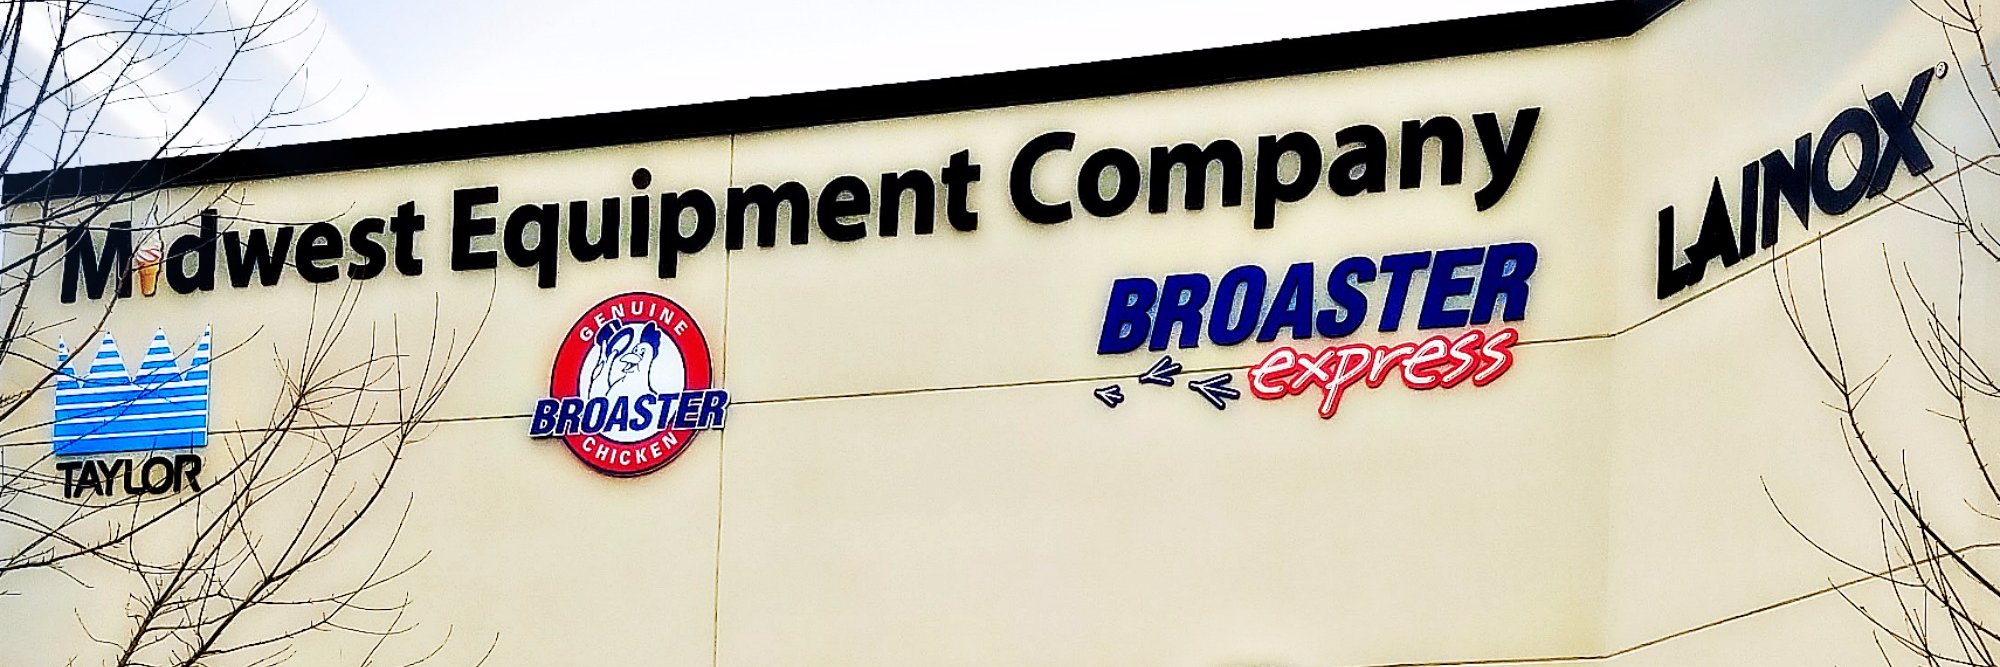 Midwest Equipment Company
TAYLOR
GENUINE
BROASTER
CHICKEN
BROASTER
express
LAINOX®